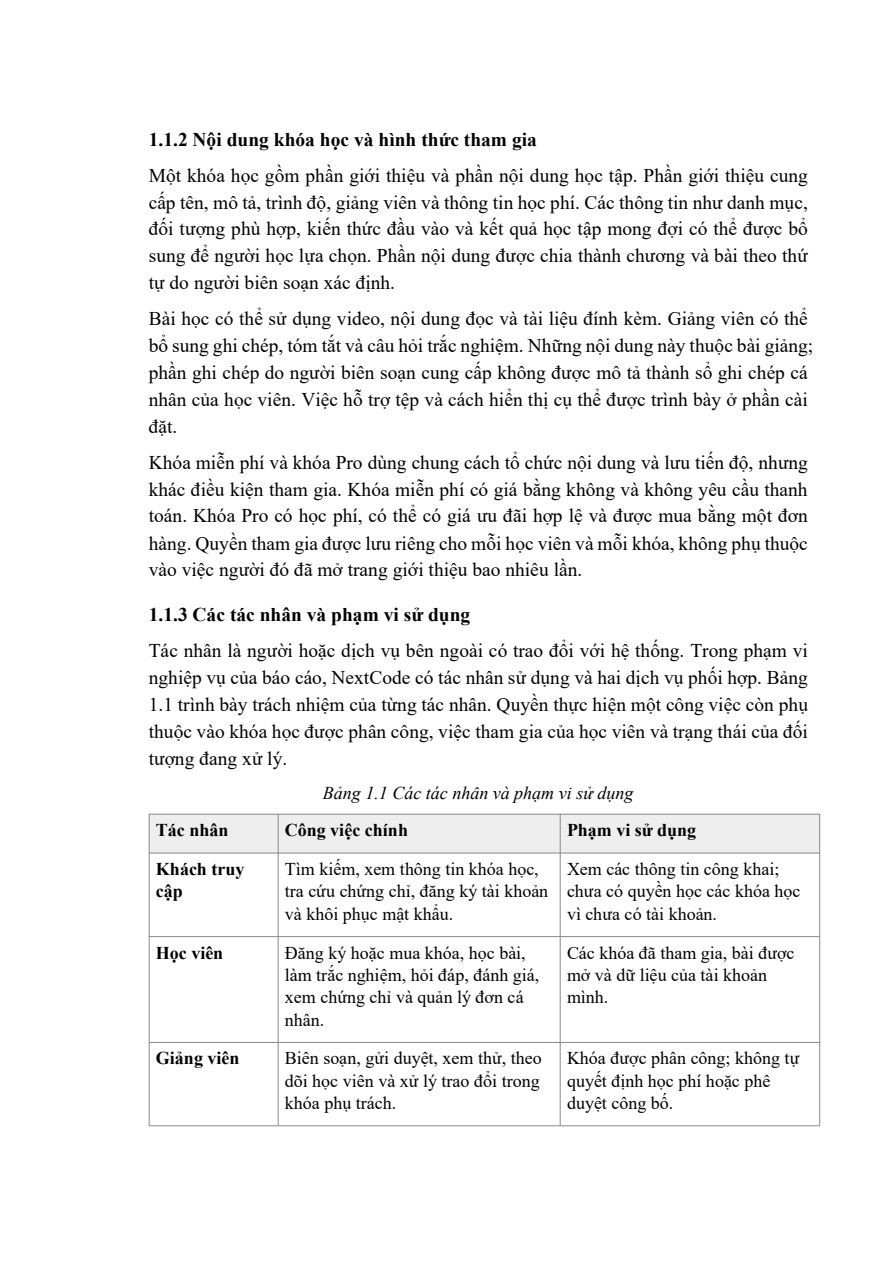 1.1.2 Nội dung khóa học và hình thức tham gia
Một khóa học gồm phần giới thiệu và phần nội dung học tập. Phần giới thiệu cung
cấp tên, mô tả, trình độ, giảng viên và thông tin học phí. Các thông tin như danh mục,
đối tượng phù hợp, kiến thức đầu vào và kết quả học tập mong đợi có thể được bổ
sung để người học lựa chọn. Phần nội dung được chia thành chương và bài theo thứ
tự do người biên soạn xác định.
Bài học có thể sử dụng video, nội dung đọc và tài liệu đính kèm. Giảng viên có thể
bổ sung ghi chép, tóm tắt và câu hỏi trắc nghiệm. Những nội dung này thuộc bài giảng;
phần ghi chép do người biên soạn cung cấp không được mô tả thành sổ ghi chép cá
nhân của học viên. Việc hỗ trợ tệp và cách hiển thị cụ thể được trình bày ở phần cài
đặt.
Khóa miễn phí và khóa Pro dùng chung cách tổ chức nội dung và lưu tiến độ, nhưng
khác điều kiện tham gia. Khóa miễn phí có giá bằng không và không yêu cầu thanh
toán. Khóa Pro có học phí, có thể có giá ưu đãi hợp lệ và được mua bằng một đơn
hàng. Quyền tham gia được lưu riêng cho mỗi học viên và mỗi khóa, không phụ thuộc
vào việc người đó đã mở trang giới thiệu bao nhiêu lần.
1.1.3 Các tác nhân và phạm vi sử dụng
Tác nhân là người hoặc dịch vụ bên ngoài có trao đổi với hệ thống. Trong phạm vi
nghiệp vụ của báo cáo, NextCode có tác nhân sử dụng và hai dịch vụ phối hợp. Bảng
1.1 trình bày trách nhiệm của từng tác nhân. Quyền thực hiện một công việc còn phụ
thuộc vào khóa học được phân công, việc tham gia của học viên và trạng thái của đối
tượng đang xử lý.
Bảng 1.1 Các tác nhân và phạm vi sử dụng
Tác nhân
Công việc chính
Phạm vi sử dụng
Khách truy
cập
Tìm kiếm, xem thông tin khóa học,
tra cứu chứng chỉ, đăng ký tài khoản
và khôi phục mật khẩu.
Xem các thông tin công khai;
chưa có quyền học các khóa học
vì chưa có tài khoản.
Học viên
Đăng ký hoặc mua khóa, học bài,
làm trắc nghiệm, hỏi đáp, đánh giá,
xem chứng chỉ và quản lý đơn cá
nhân.
Các khóa đã tham gia, bài được
mở và dữ liệu của tài khoản
mình.
Giảng viên
Biên soạn, gửi duyệt, xem thử, theo
dõi học viên và xử lý trao đổi trong
khóa phụ trách.
Khóa được phân công; không tự
quyết định học phí hoặc phê
duyệt công bố.